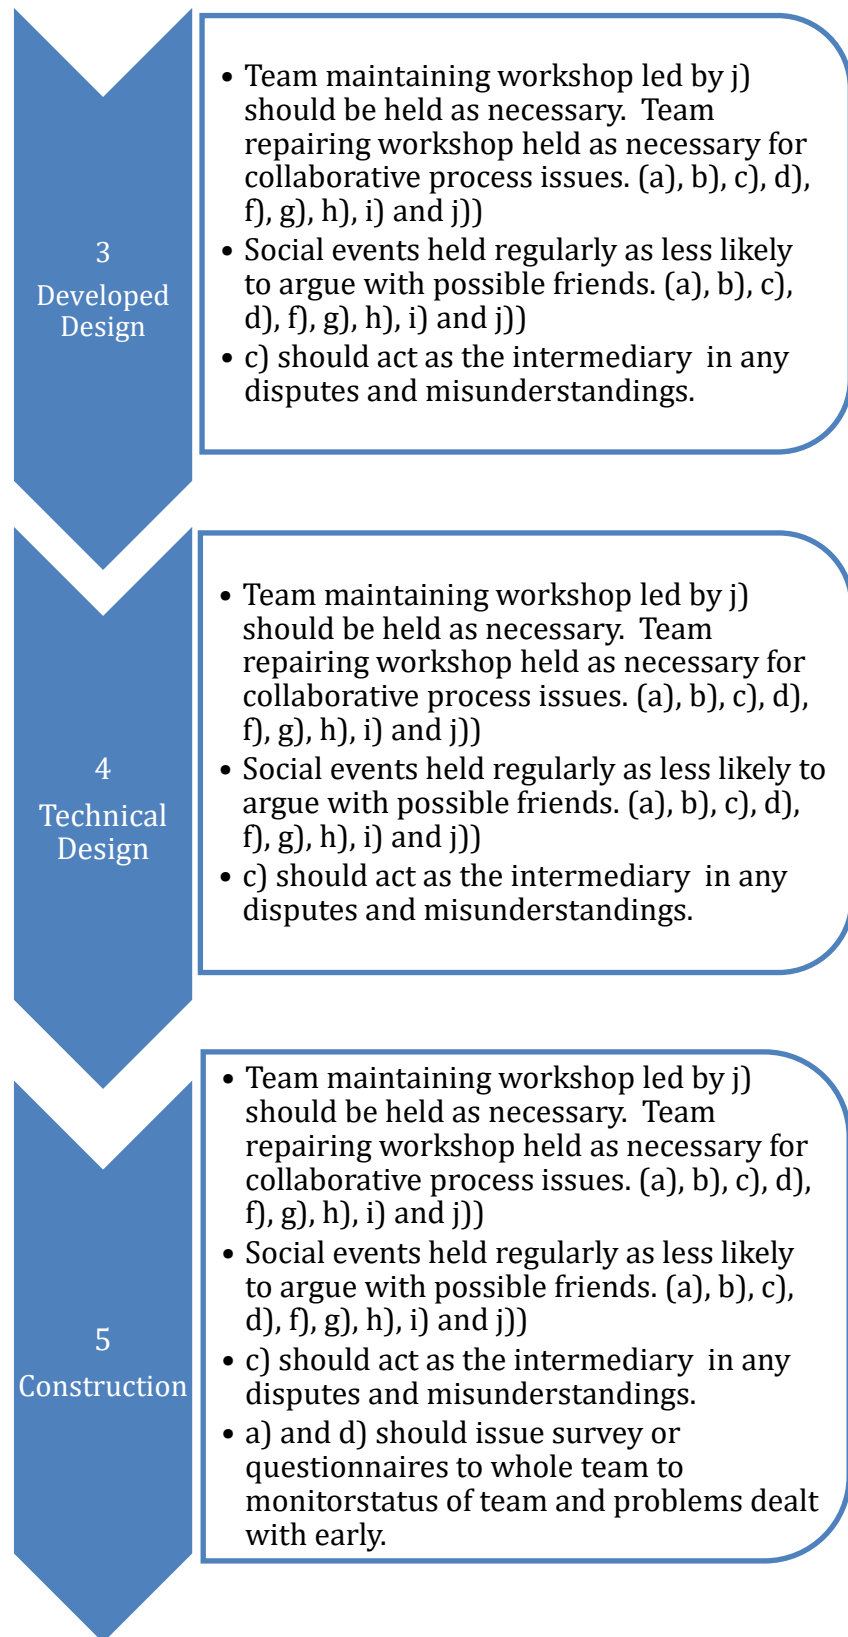 3
Developed
Design
• Team maintaining workshop led by j)
should be held as necessary.  Team
repairing workshop held as necessary for
collaborative process issues. (a), b), c), d),
f), g), h), i) and j))
• Social events held regularly as less likely
to argue with possible friends. (a), b), c),
d), f), g), h), i) and j))
• c) should act as the intermediary  in any
disputes and misunderstandings.
4
Technical
Design
• Team maintaining workshop led by j)
should be held as necessary.  Team
repairing workshop held as necessary for
collaborative process issues. (a), b), c), d),
f), g), h), i) and j))
• Social events held regularly as less likely to
argue with possible friends. (a), b), c), d),
f), g), h), i) and j))
• c) should act as the intermediary  in any
disputes and misunderstandings.
5
Construction
• Team maintaining workshop led by j)
should be held as necessary.  Team
repairing workshop held as necessary for
collaborative process issues. (a), b), c), d),
f), g), h), i) and j))
• Social events held regularly as less likely
to argue with possible friends. (a), b), c),
d), f), g), h), i) and j))
• c) should act as the intermediary  in any
disputes and misunderstandings.
• a) and d) should issue survey or
questionnaires to whole team to
monitorstatus of team and problems dealt
with early.